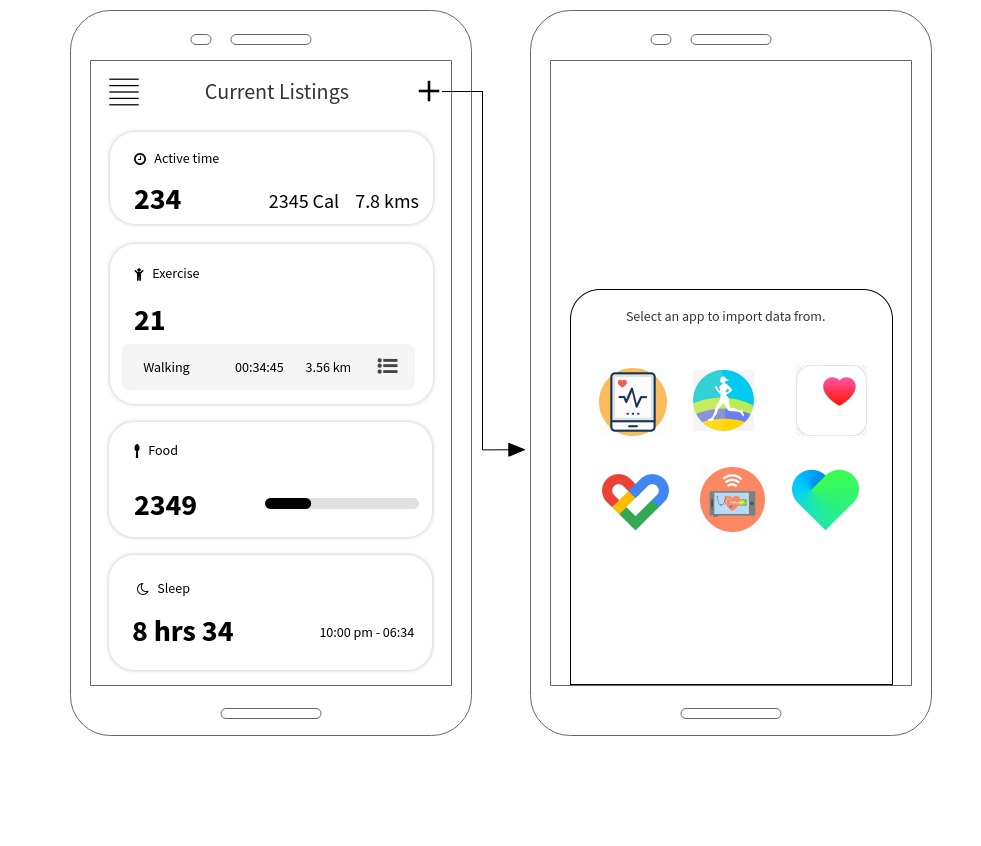 Current Listings
Active time
234 2345 Cal 7.8 kms
Exercise
21
Walking 00:34:45 3.56 km
Food
2349
Sleep
8 hrs 34 10:00 pm - 06:34
Select an app to import data from.